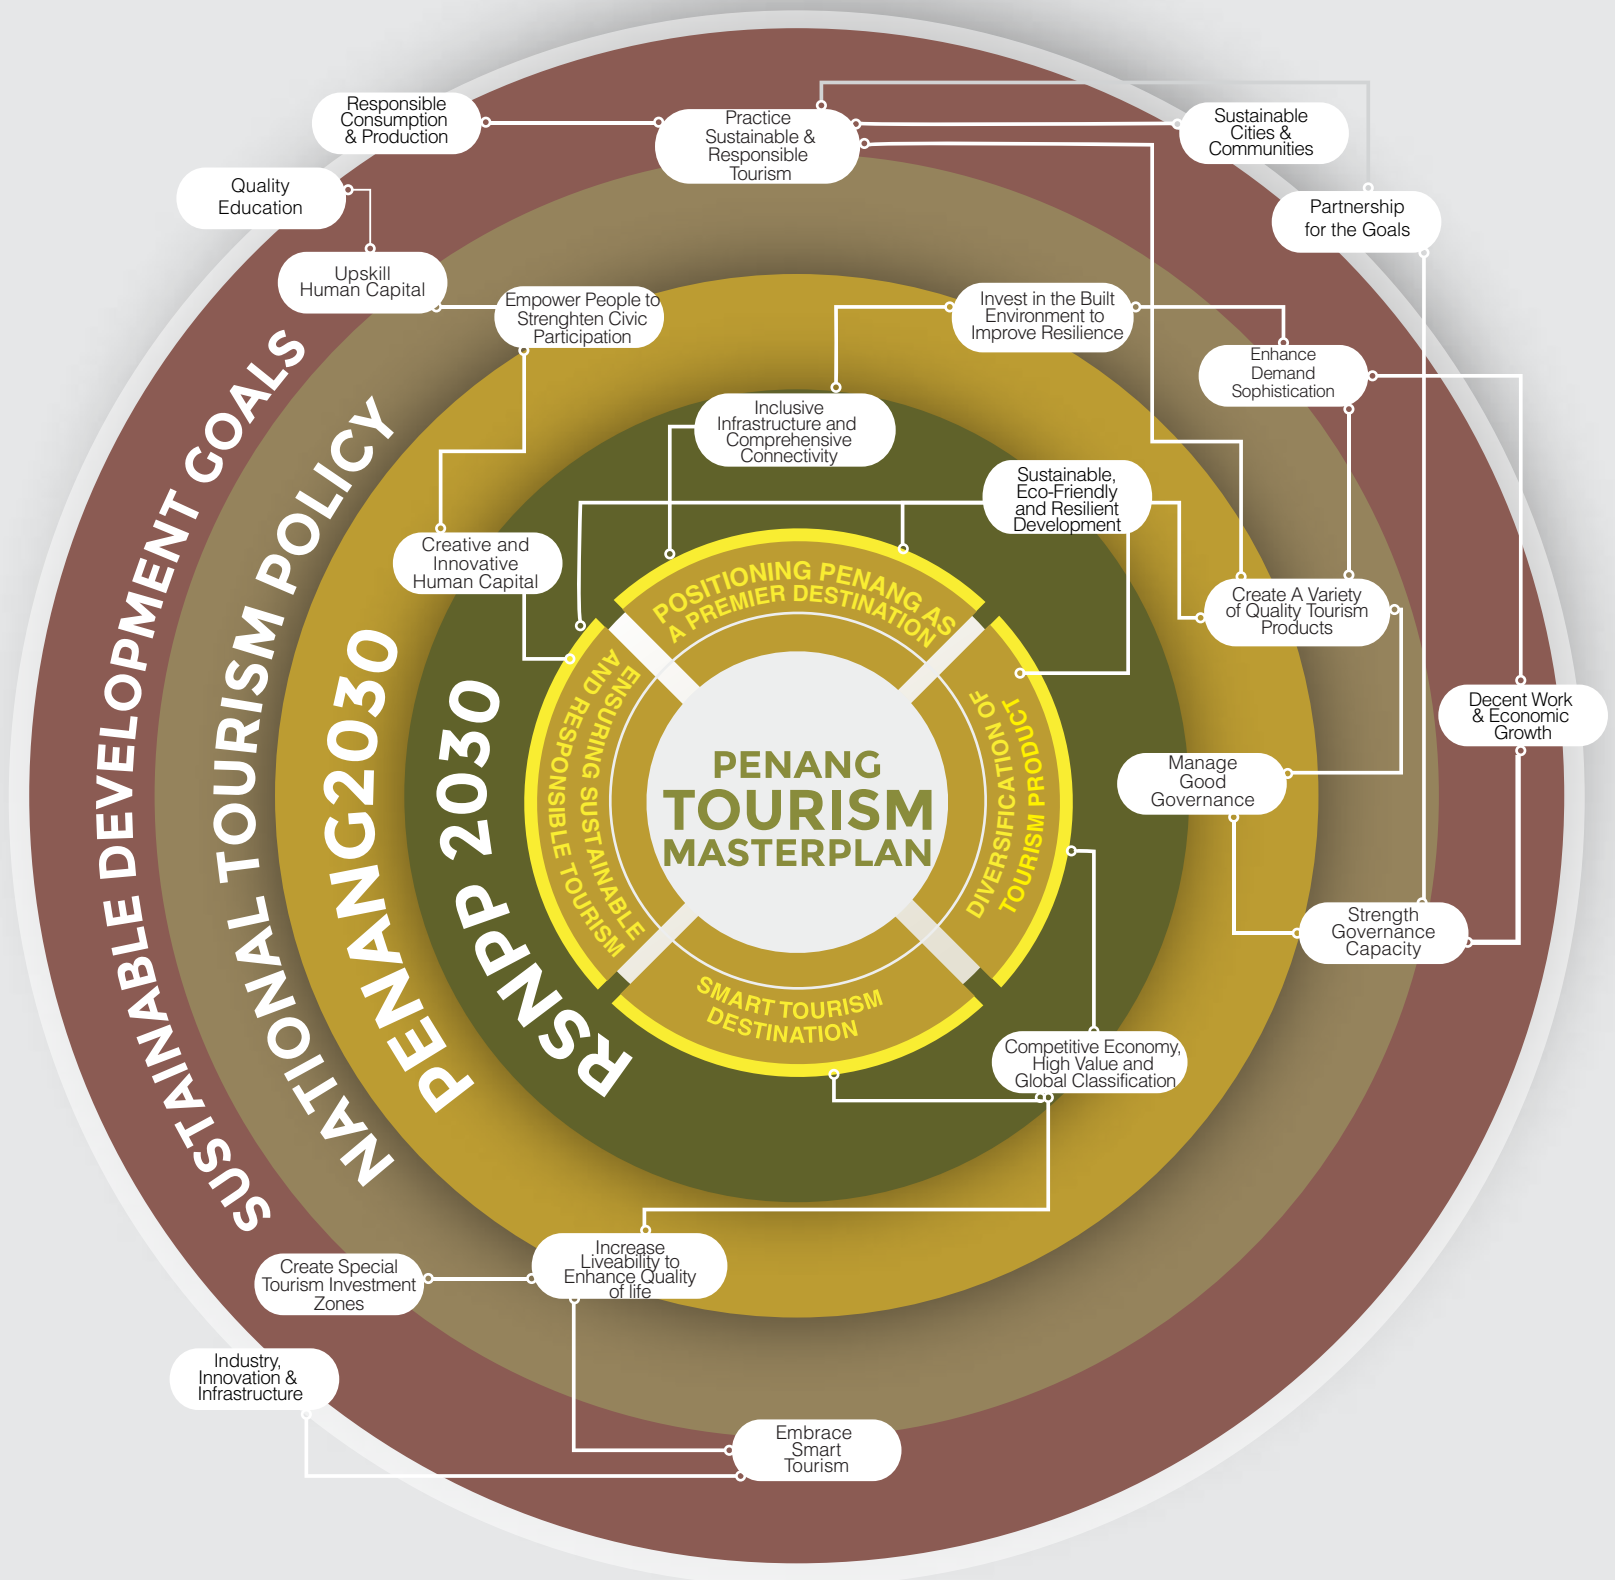 Responsible
Consumption
& Production
Practice
Sustainable &
Responsible
Tourism
Sustainable
Cities &
Communities
Quality
Education
Partnership
for the Goals
Upskill
Human Capital
Empower People to
Strenghten Civic
Participation
Invest in the Built
Environment to
Improve Resilience
Enhance
Demand
Sophistication
Inclusive
Infrastructure and
Comprehensive
Connectivity
Sustainable,
Eco-Friendly
and Resilient
Development
Creative and
Innovative
Human Capital
Create A Variety
of Quality Tourism
Products
Decent Work
& Economic
Growth
Manage
Good
Governance
Strength
Governance
Capacity
Competitive Economy,
High Value and
Global Classification
Increase
Liveability to
Enhance Quality
of life
Create Special
Tourism Investment
Zones
Industry,
Innovation &
Infrastructure
Embrace
Smart
Tourism
SUSTAINABLE DEVELOPMENT GOALS
NATIONAL TOURISM POLICY
PENANG2030
RSNPP 2030
POSITIONING PENANG AS
A PREMIER DESTINATION
DIVERSIFICATION OF
TOURISM PRODUCT
SMART TOURISM
DESTINATION
ENSURING SUSTAINABLE
AND RESPONSIBLE TOURISM
PENANG
TOURISM
MASTERPLAN